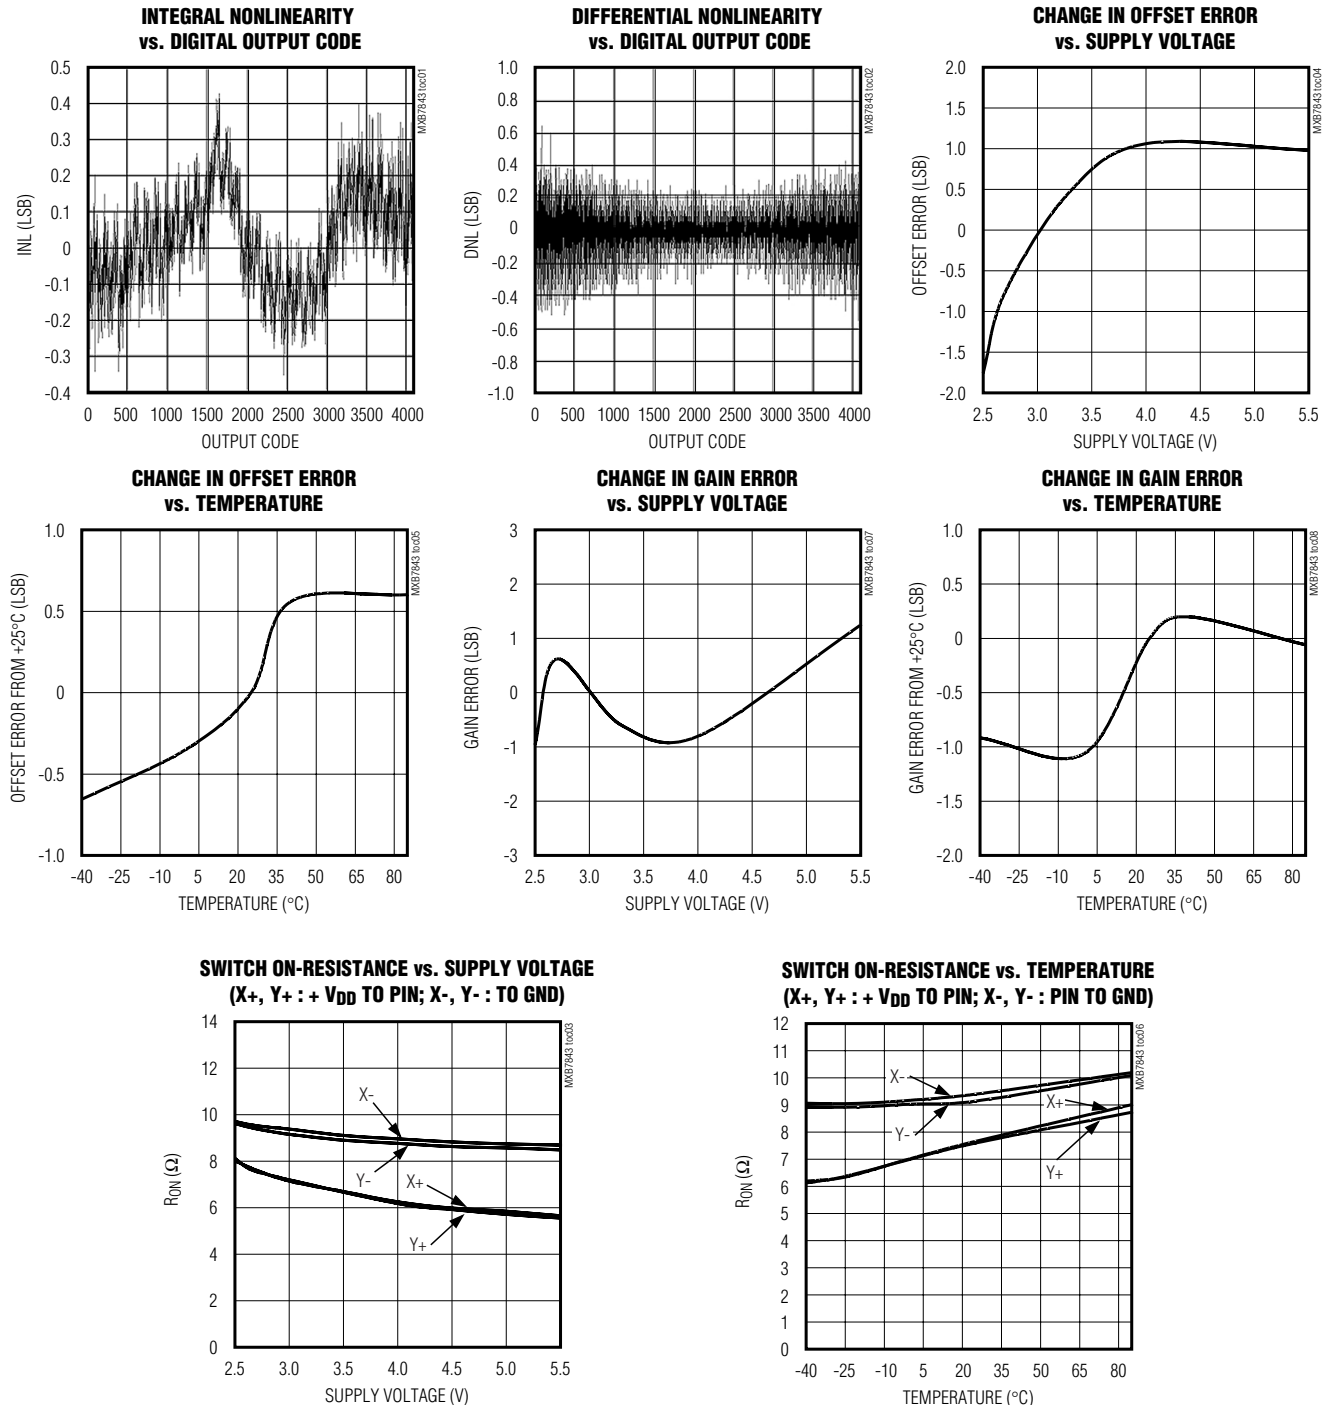 INTEGRAL NONLINEARITY
vs. DIGITAL OUTPUT CODE
0.5
0.4
0.3
0.2
0.1
0
-0.1
-0.2
-0.3
-0.4
INL (LSB)
0 500 1000 1500 2000 2500 3000 3500 4000
OUTPUT CODE
MXB7843 toc01
DIFFERENTIAL NONLINEARITY
vs. DIGITAL OUTPUT CODE
1.0
0.8
0.6
0.4
0.2
0
-0.2
-0.4
-0.6
-0.8
-1.0
DNL (LSB)
0 500 1000 1500 2000 2500 3000 3500 4000
OUTPUT CODE
MXB7843 toc02
CHANGE IN OFFSET ERROR
vs. SUPPLY VOLTAGE
2.0
1.5
1.0
0.5
0
-0.5
-1.0
-1.5
-2.0
OFFSET ERROR (LSB)
2.5 3.0 3.5 4.0 4.5 5.0 5.5
SUPPLY VOLTAGE (V)
MXB7843 toc04
CHANGE IN OFFSET ERROR
vs. TEMPERATURE
1.0
0.5
0
-0.5
-1.0
OFFSET ERROR FROM +25°C (LSB)
-40 -25 -10 5 20 35 50 65 80
TEMPERATURE (°C)
MXB7843 toc05
CHANGE IN GAIN ERROR
vs. SUPPLY VOLTAGE
3
2
1
0
-1
-2
-3
GAIN ERROR (LSB)
2.5 3.0 3.5 4.0 4.5 5.0 5.5
SUPPLY VOLTAGE (V)
MXB7843 toc07
CHANGE IN GAIN ERROR
vs. TEMPERATURE
1.0
0.5
0
-0.5
-1.0
-1.5
-2.0
GAIN ERROR FROM +25°C (LSB)
-40 -25 -10 5 20 35 50 65 80
TEMPERATURE (°C)
MXB7843 toc08
SWITCH ON-RESISTANCE vs. SUPPLY VOLTAGE
(X+, Y+ : + VDD TO PIN; X-, Y- : TO GND)
14
12
10
8
6
4
2
0
RON (Ω)
X-
Y-
X+
Y+
2.5 3.0 3.5 4.0 4.5 5.0 5.5
SUPPLY VOLTAGE (V)
MXB7843 toc03
SWITCH ON-RESISTANCE vs. TEMPERATURE
(X+, Y+ : + VDD TO PIN; X-, Y- : PIN TO GND)
12
11
10
9
8
7
6
5
4
3
2
1
0
RON (Ω)
X-
Y-
X+
Y+
-40 -25 -10 5 20 35 50 65 80
TEMPERATURE (°C)
MXB7843 toc06